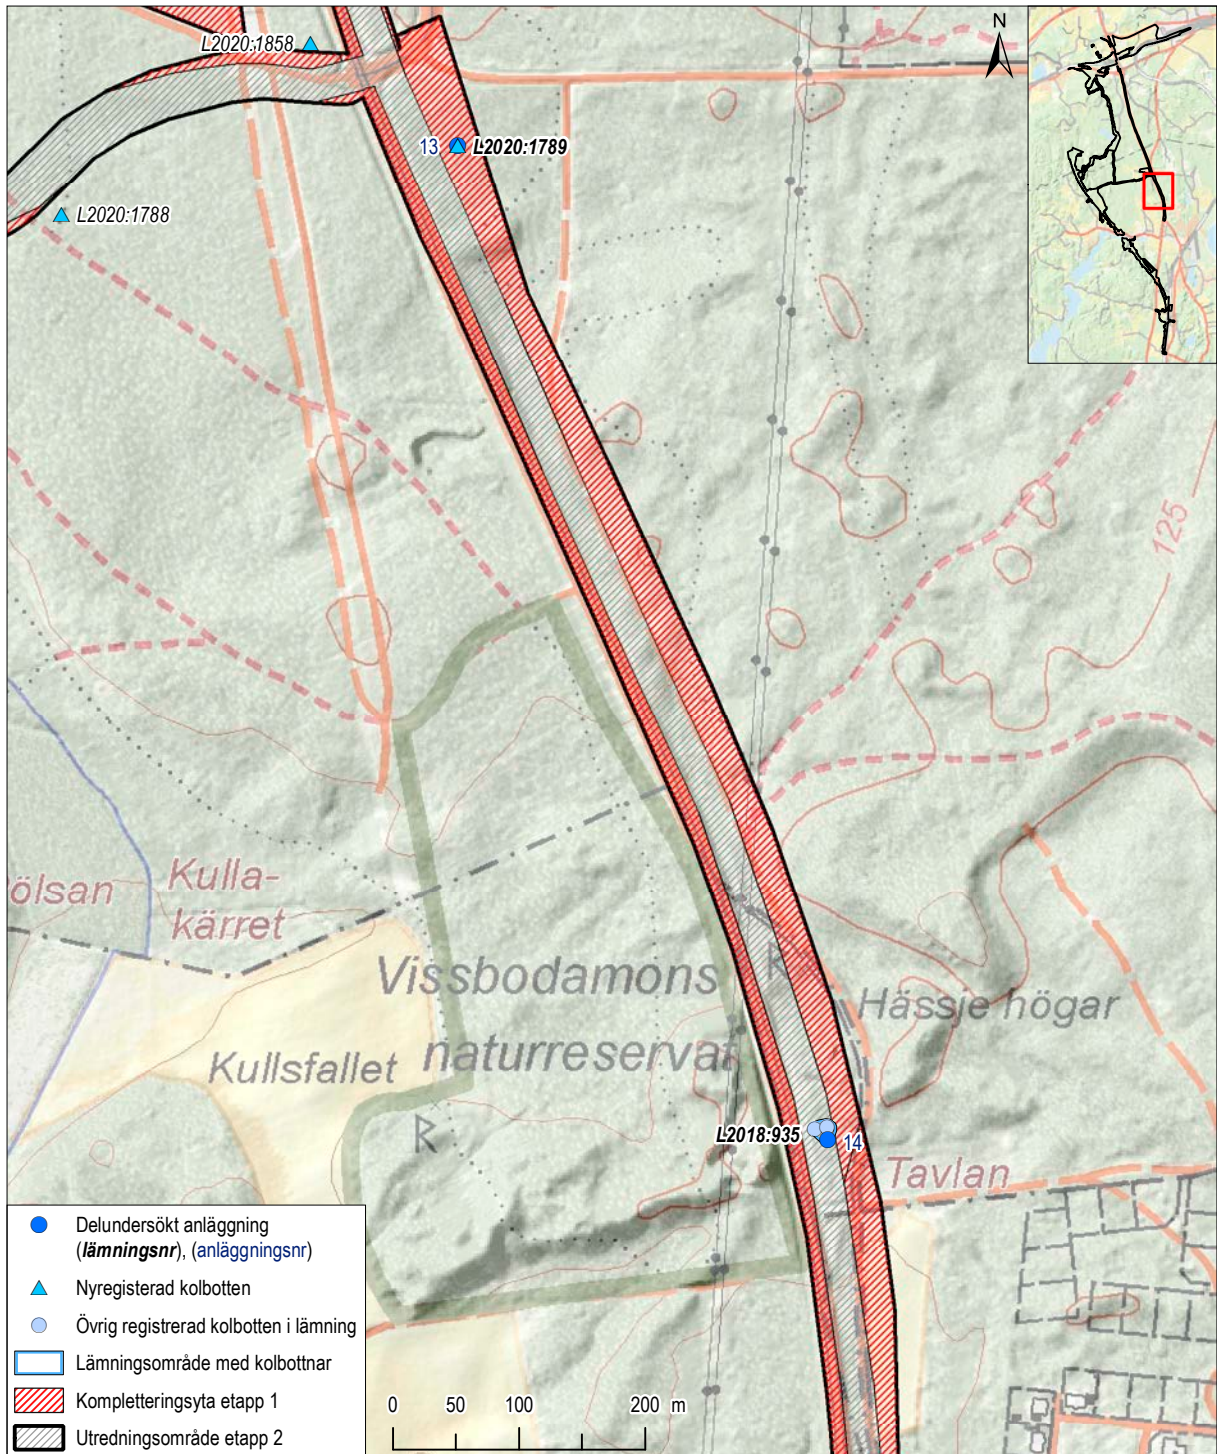 L2020:1858
N
13 L2020:1789
L2020:1788
125
ölsan
Kulla-
kärret
Vissbodamons
naturreservat
R
Hässje högar
Kullsfallet
R
L2018:935
14
Tavlan
Delundersökt anläggning
(lämningsnr), (anläggningsnr)
Nyregisterad kolbotten
Övrig registrerad kolbotten i lämning
Lämningsområde med kolbottnar
Kompletteringsyta etapp 1
Utredningsområde etapp 2
0 50 100 200 m